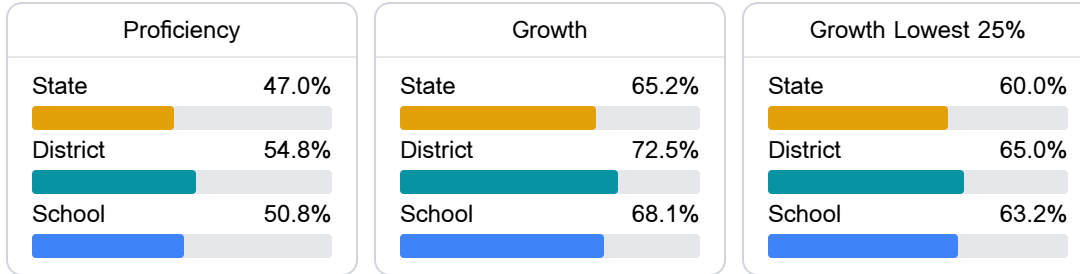 Proficiency
State 47.0%
District 54.8%
School 50.8%
Growth
State 65.2%
District 72.5%
School 68.1%
Growth Lowest 25%
State 60.0%
District 65.0%
School 63.2%